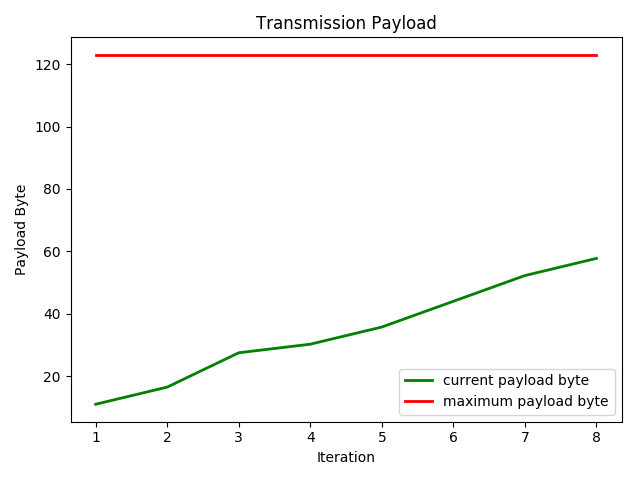 Transmission Payload
120
100
80
60
40
20
Payload Byte
current payload byte
maximum payload byte
1 2 3 4 5 6 7 8
Iteration